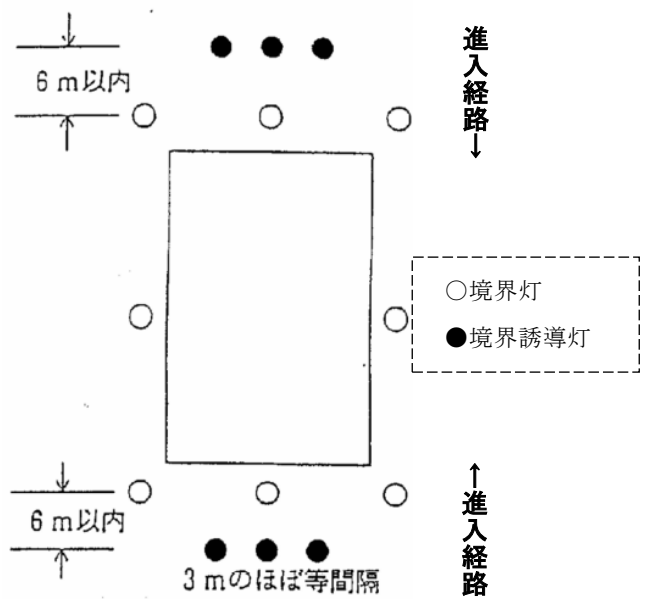 6m以内
進入経路↓
○境界灯
●境界誘導灯
6m以内
3mのほぼ等間隔
↑進入経路